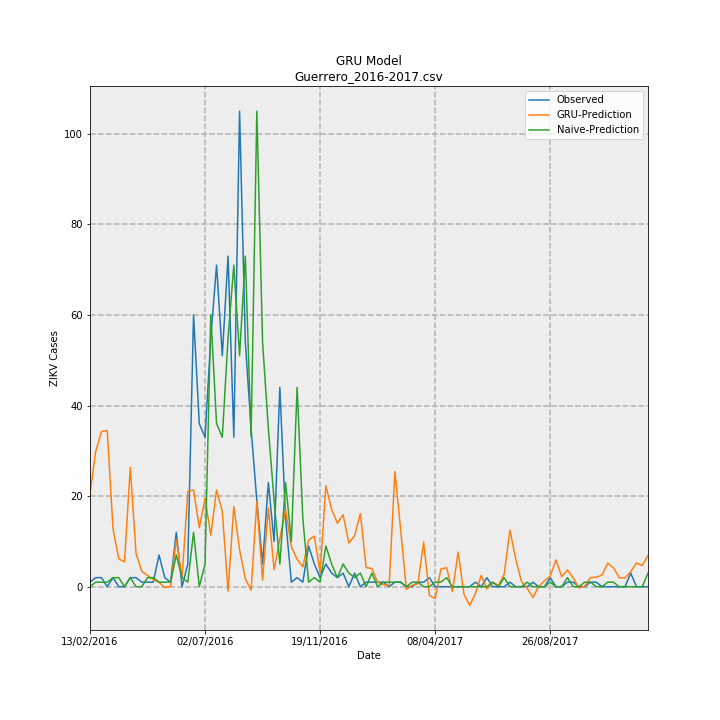 GRU Model
Guerrero_2016-2017.csv
Observed
GRU-Prediction
Naive-Prediction
ZIKV Cases
100
80
60
40
20
0
13/02/2016
02/07/2016
19/11/2016
08/04/2017
26/08/2017
Date